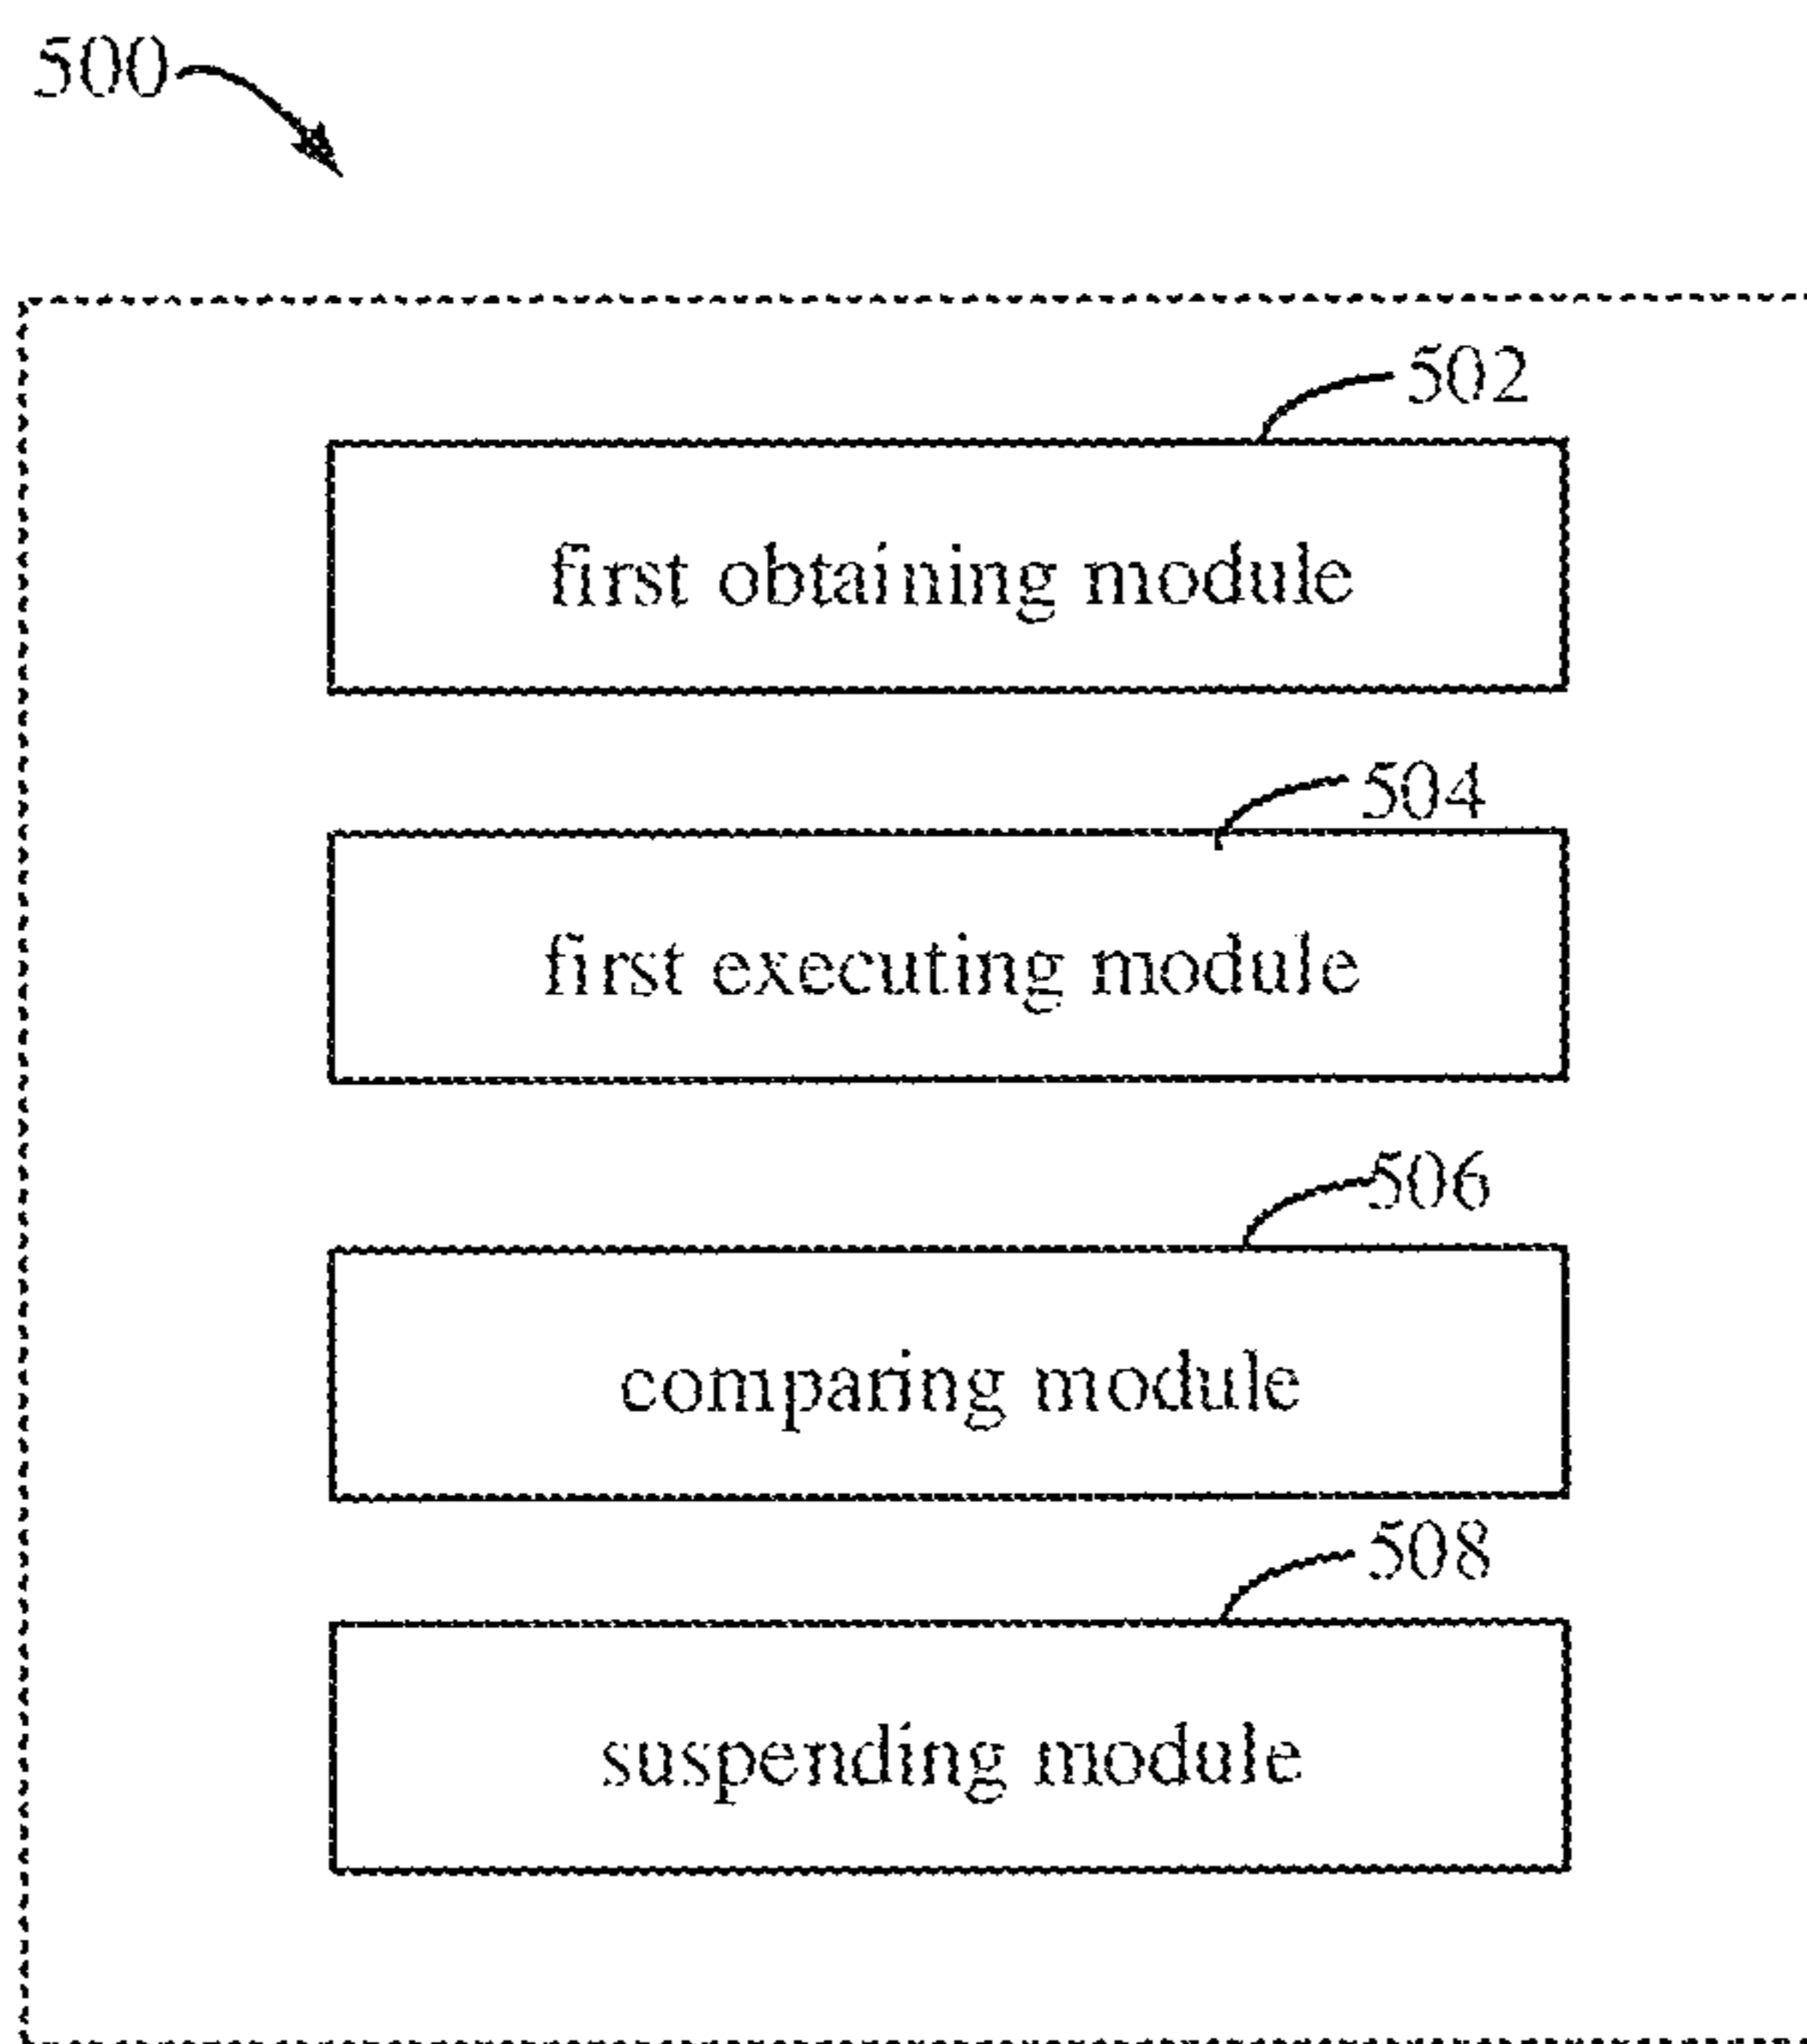 500
502
first obtaining module
504
first executing module
506
comparing module
508
suspending module